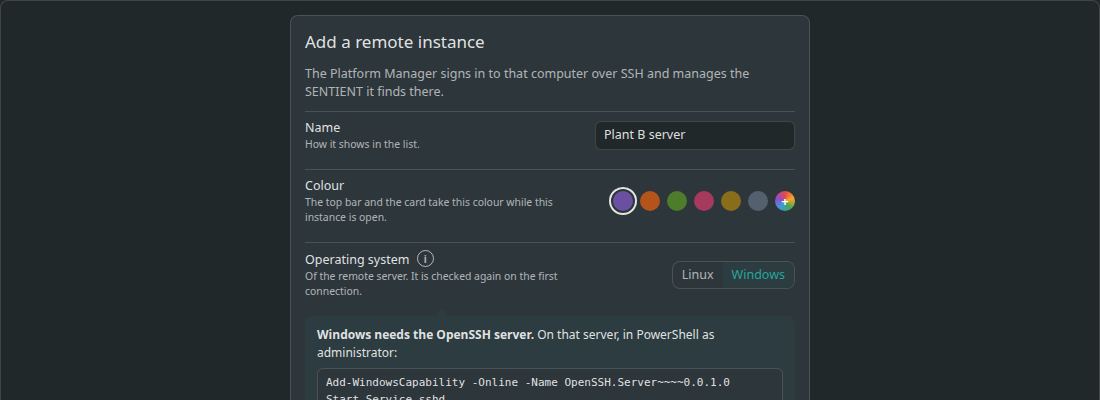 Add a remote instance
The Platform Manager signs in to that computer over SSH and manages the
SENTIENT it finds there.
Name
How it shows in the list.
Plant B server
Colour
The top bar and the card take this colour while this
instance is open.
+
Operating system i
Of the remote server. It is checked again on the first
connection.
Linux Windows
Windows needs the OpenSSH server. On that server, in PowerShell as
administrator:
Add-WindowsCapability -Online -Name OpenSSH.Server~~~~0.0.1.0
Start-Service sshd